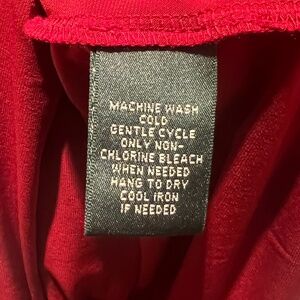 MACHINE WASH
COLD
GENTLE CYCLE
ONLY NON-
CHLORINE BLEACH
WHEN NEEDED
HANG TO DRY
COOL IRON
IF NEEDED